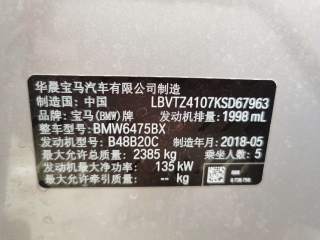 华晨宝马汽车有限公司制造
制造国：中国 LBVTZ4107KSD67963
品牌：宝马(BMW)牌 发动机排量：1998 mL
整车型号：BMW6475BX
发动机型号：B48B20C 制造年月：2018-05
最大允许总质量：2385 kg 乘坐人数：5
发动机最大净功率：135 kW
最大允许牵引质量：-- kg